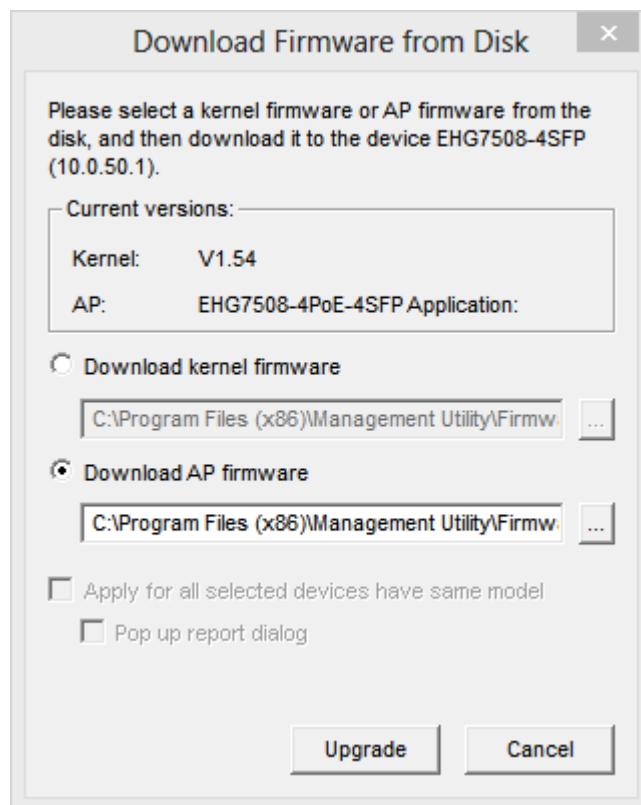 Download Firmware from Disk
Please select a kernel firmware or AP firmware from the
disk, and then download it to the device EHG7508-4SFP
(10.0.50.1).
Current versions:
Kernel: V1.54
AP: EHG7508-4PoE-4SFP Application:
Download kernel firmware
C:\Program Files (x86)\Management Utility\Firmw
...
Download AP firmware
C:\Program Files (x86)\Management Utility\Firmwa
...
Apply for all selected devices have same model
Pop up report dialog
Upgrade Cancel